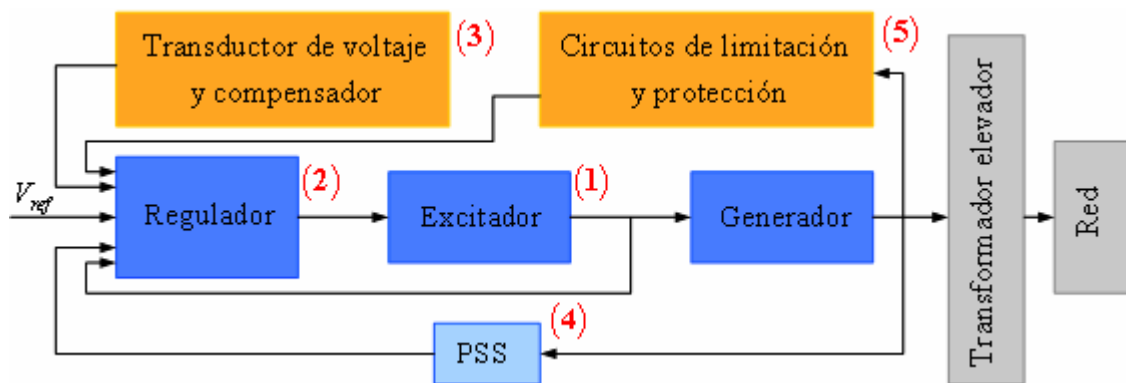 Transductor de voltaje
y compensador
(3)
Circuitos de limitación
y protección
(5)
Vref
Regulador
(2)
Excitador
(1)
Generador
Transformador elevador
Red
PSS
(4)